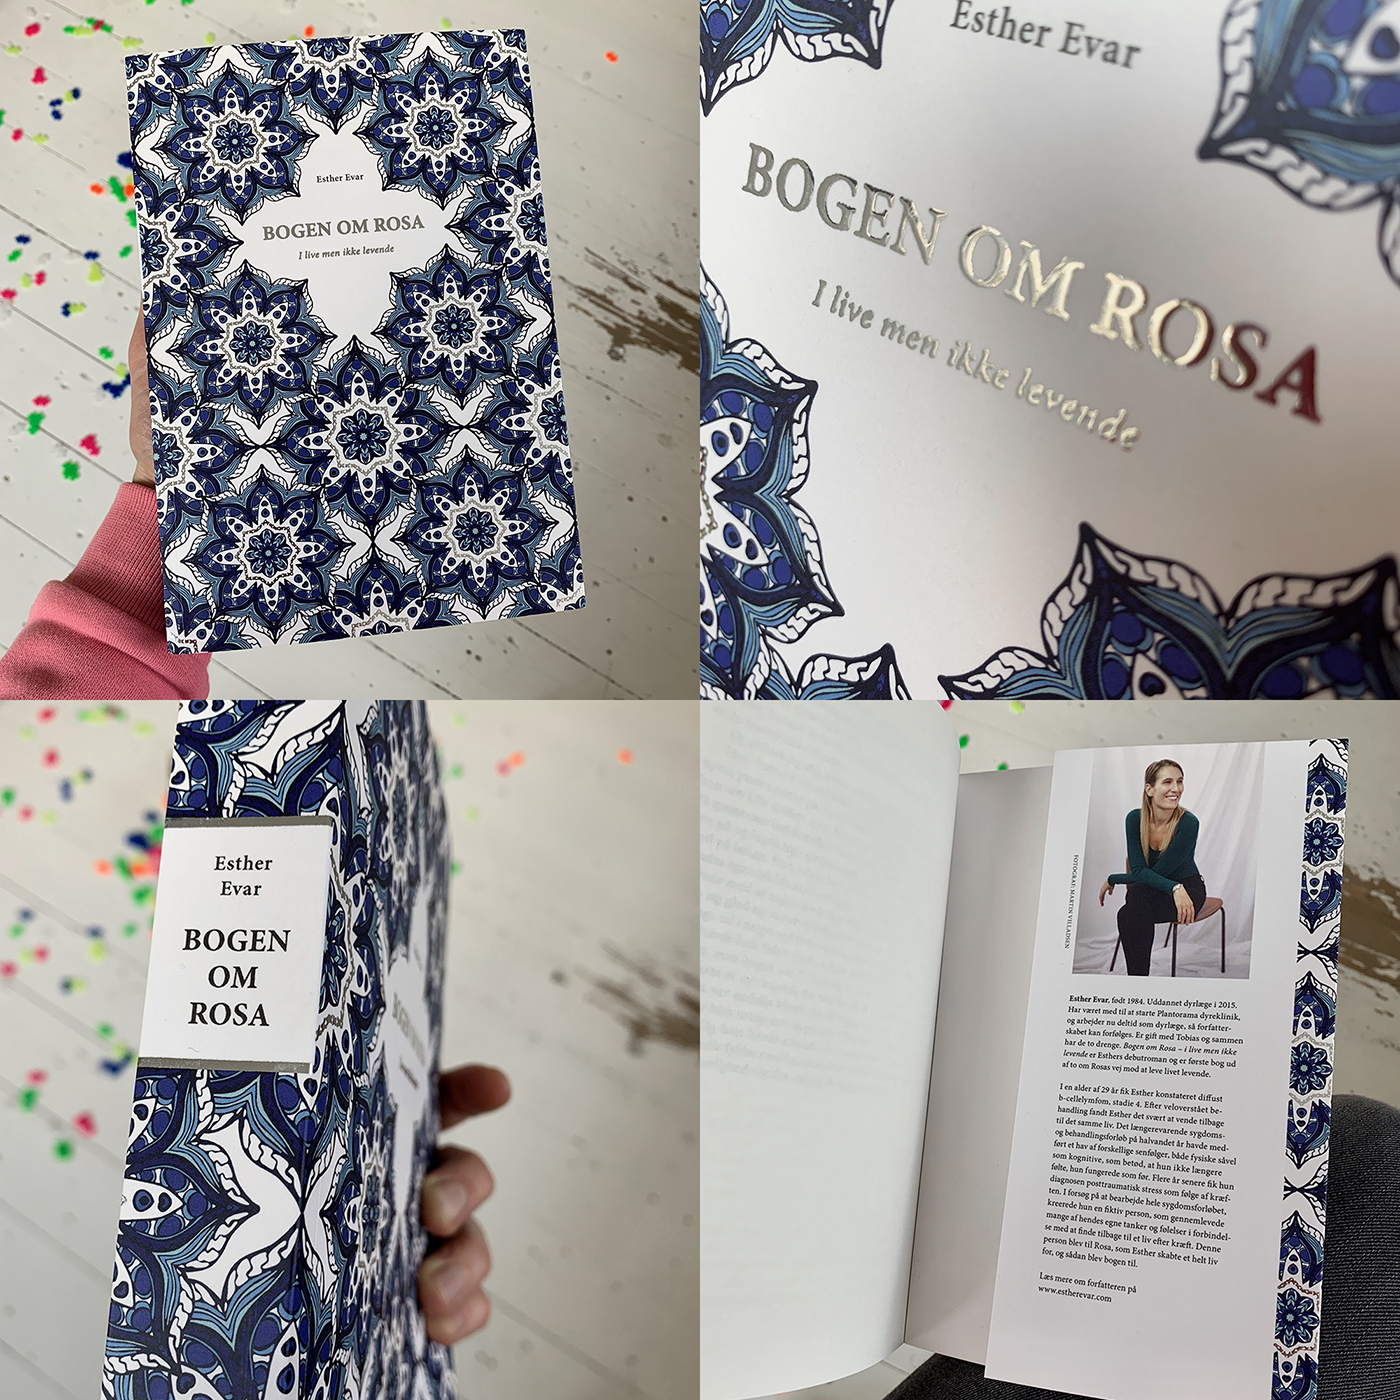 Esther Evar
BOGEN OM ROSA
I live men ikke levende
Esther Evar
BOGEN OM ROSA
I live men ikke levende
Esther
Evar
BOGEN
OM
ROSA
FOTOGRAF: MARTIN VILLADSEN
Esther Evar, født 1984. Uddannet dyrlæge i 2015.
Har været med til at starte Plantorama dyreklinik,
og arbejder nu deltid som dyrlæge, så forfatter-
skabet kan forfølges. Er gift med Tobias og sammen
har de to drenge. Bogen om Rosa – i live men ikke
levende er Esthers debutroman og er første bog ud
af to om Rosas vej mod at leve livet levende.
I en alder af 29 år fik Esther konstateret diffust
b-cellelymfom, stadie 4. Efter veloverstået be-
handling fandt Esther det svært at vende tilbage
til det samme liv. Det længerevarende sygdoms-
og behandlingsforløb på halvandet år havde med-
ført et hav af forskellige senfølger, både fysiske såvel
som kognitive, som betød, at hun ikke længere
følte, hun fungerede som før. Flere år senere fik hun
diagnosen posttraumatisk stress som følge af kræf-
ten. I forsøg på at bearbejde hele sygdomsforløbet,
kreerede hun en fiktiv person, som gennemlevede
mange af hendes egne tanker og følelser i forbindel-
se med at finde tilbage til et liv efter kræft. Denne
person blev til Rosa, som Esther skabte et helt liv
for, og sådan blev bogen til.
Læs mere om forfatteren på
www.estherevar.com